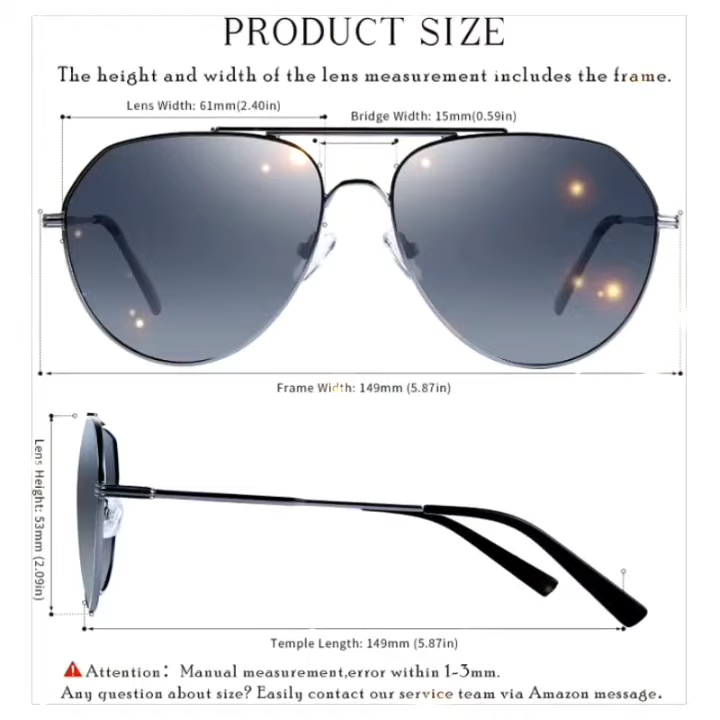 PRODUCT SIZE
The height and width of the lens measurement includes the frame.
Lens Width: 61mm(2.40in)
Bridge Width: 15mm(0.59in)
Frame Width: 149mm (5.87in)
Lens Height: 53mm (2.09in)
Temple Length: 149mm (5.87in)
Attention: Manual measurement,error within 1-3mm.
Any question about size? Easily contact our service team via Amazon message.